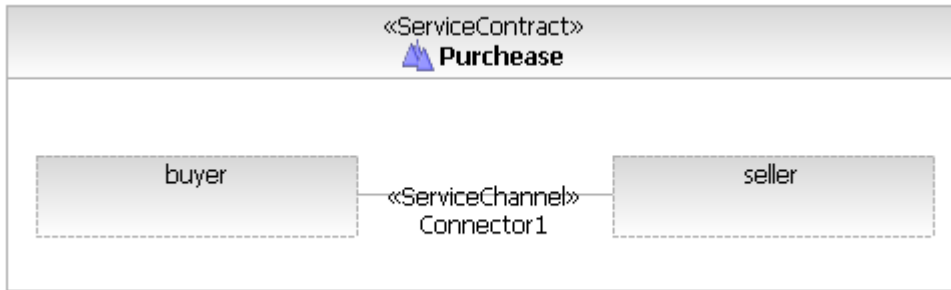 «ServiceContract»
Purchease
buyer
seller
«ServiceChannel»
Connector1